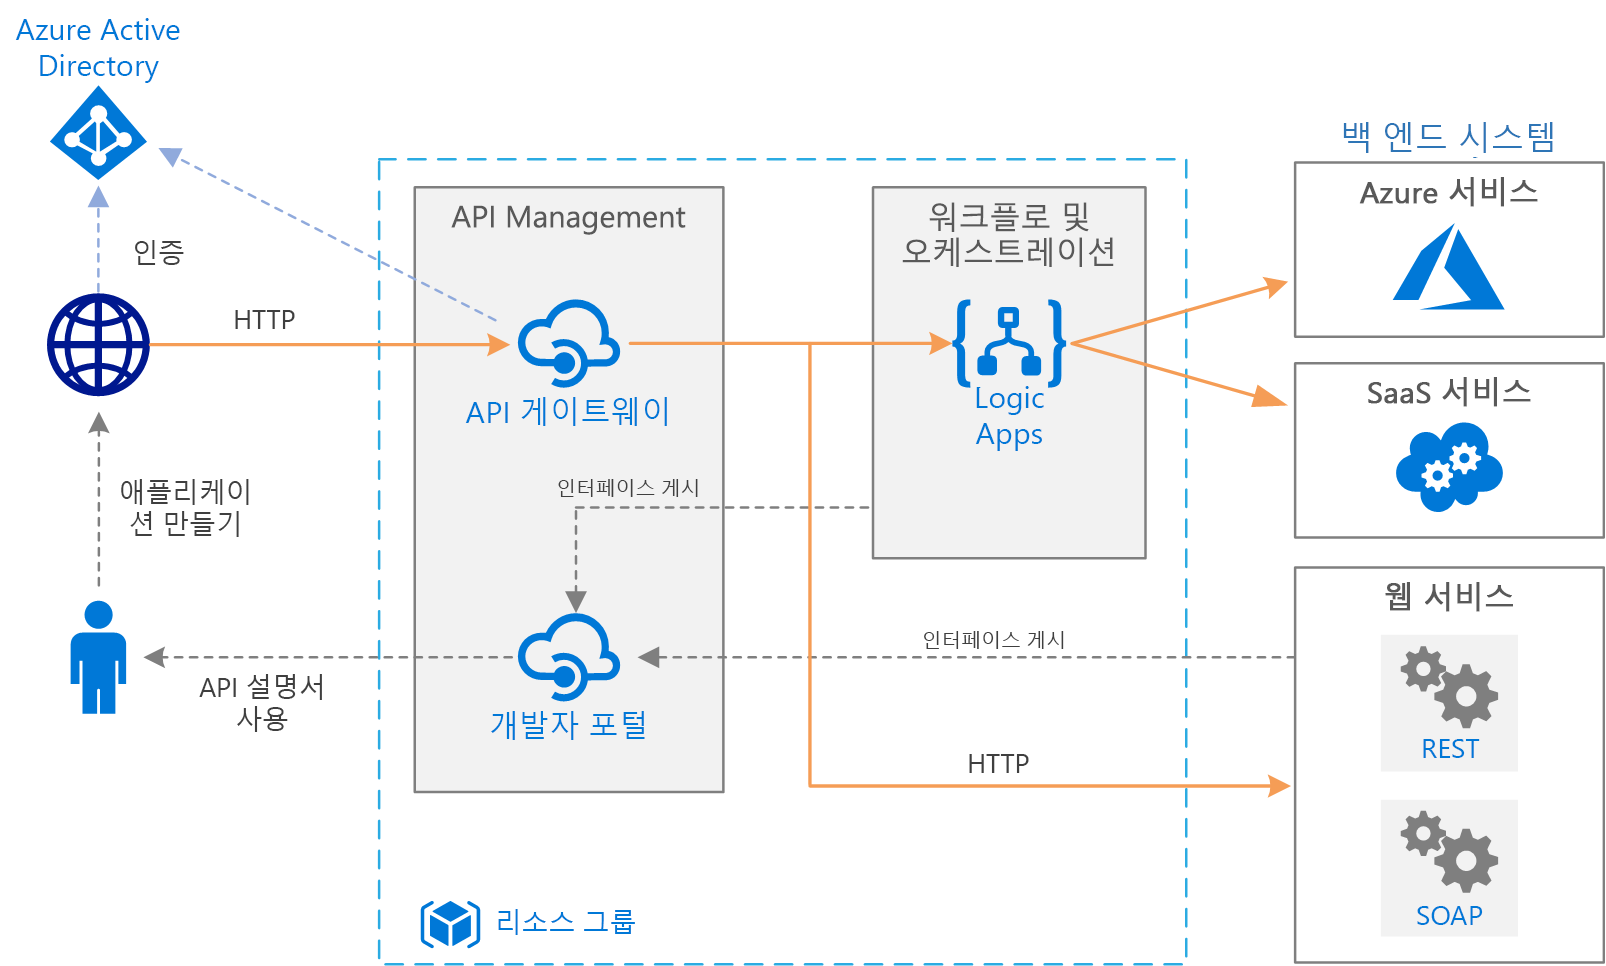 Azure Active
Directory
인증
HTTP
애플리케이
션 만들기
API 설명서
사용
API Management
API 게이트웨이
인터페이스 게시
개발자 포털
워크플로 및
오케스트레이션
Logic
Apps
인터페이스 게시
HTTP
리소스 그룹
백 엔드 시스템
Azure 서비스
SaaS 서비스
웹 서비스
REST
SOAP